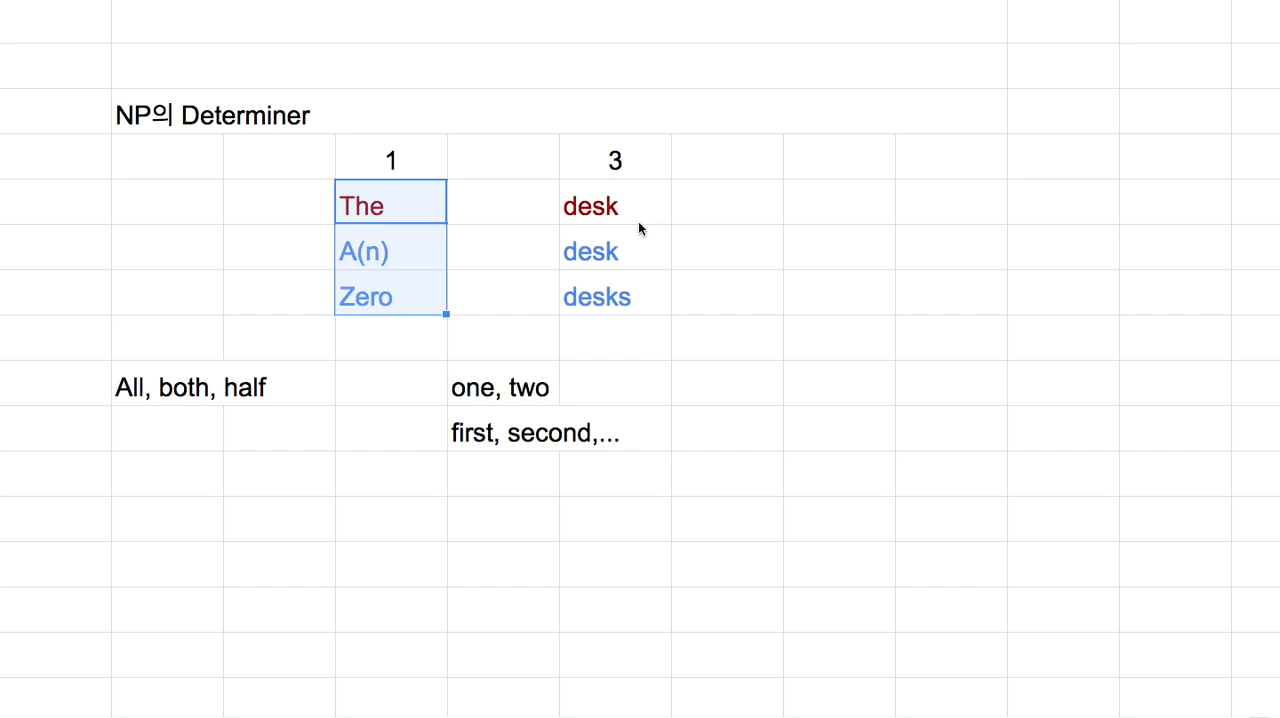 NP의 Determiner
1 3
The desk
A(n) desk
Zero desks
All, both, half one, two
first, second,...